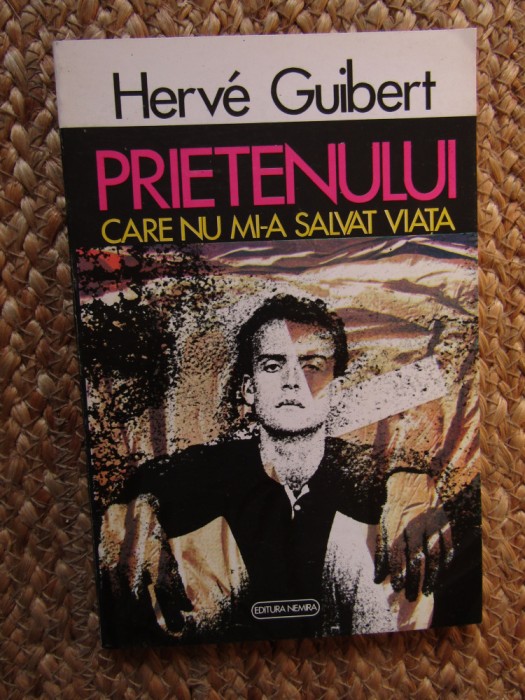 Hervé Guibert
PRIETENULUI
CARE NU MI-A SALVAT VIAȚA
EDITURA NEMIRA